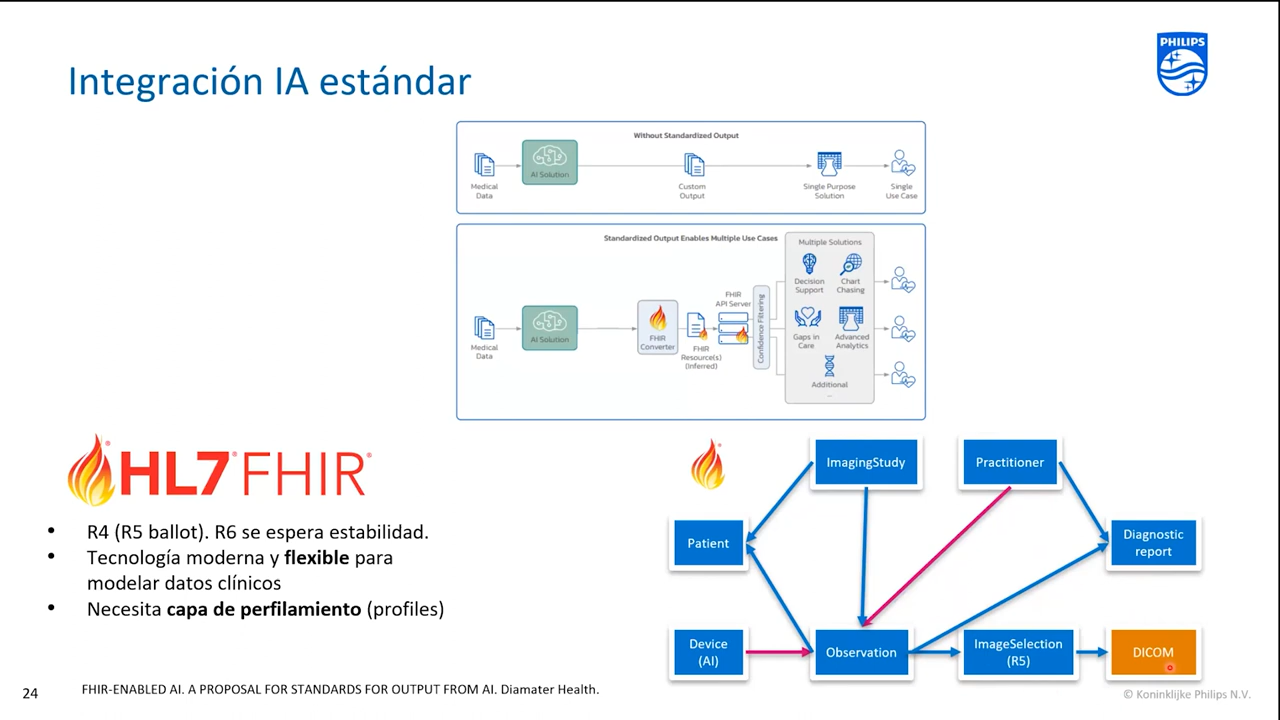 PHILIPS
Integración IA estándar
Without Standardized Output
AI Solution
Medical
Data
Custom
Output
Single Purpose
Solution
Single
Use Case
Standardized Output Enables Multiple Use Cases
Multiple Solutions
Decision
Support
Chart
Chasing
FHIR
API Server
Confidence Filtering
Gaps in
Care
Advanced
Analytics
Medical
Data
AI Solution
FHIR
Converter
FHIR
Resource(s)
(Inferred)
Additional
...
HL7® FHIR®
• R4 (R5 ballot). R6 se espera estabilidad.
• Tecnología moderna y flexible para
modelar datos clínicos
• Necesita capa de perfilamiento (profiles)
ImagingStudy
Practitioner
Patient
Diagnostic
report
Device
(AI)
Observation
ImageSelection
(R5)
DICOM
24
FHIR-ENABLED AI. A PROPOSAL FOR STANDARDS FOR OUTPUT FROM AI. Diamater Health.
© Koninklijke Philips N.V.